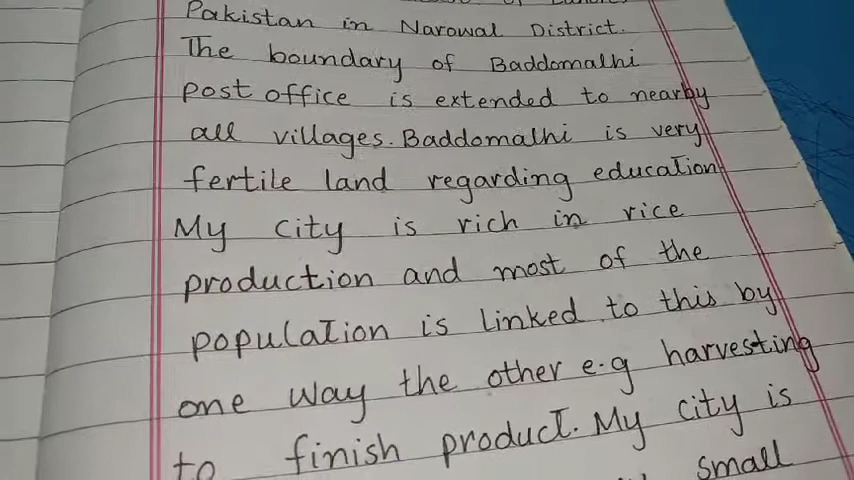 of
Pakistan in Narowal District.
The boundary of Baddomalhi
post office is extended to nearby
all villages. Baddomalhi is very
fertile land regarding education
My city is rich in rice
production and most of the
population is linked to this by
one way the other e.g harvesting
to finish product. My city is
small